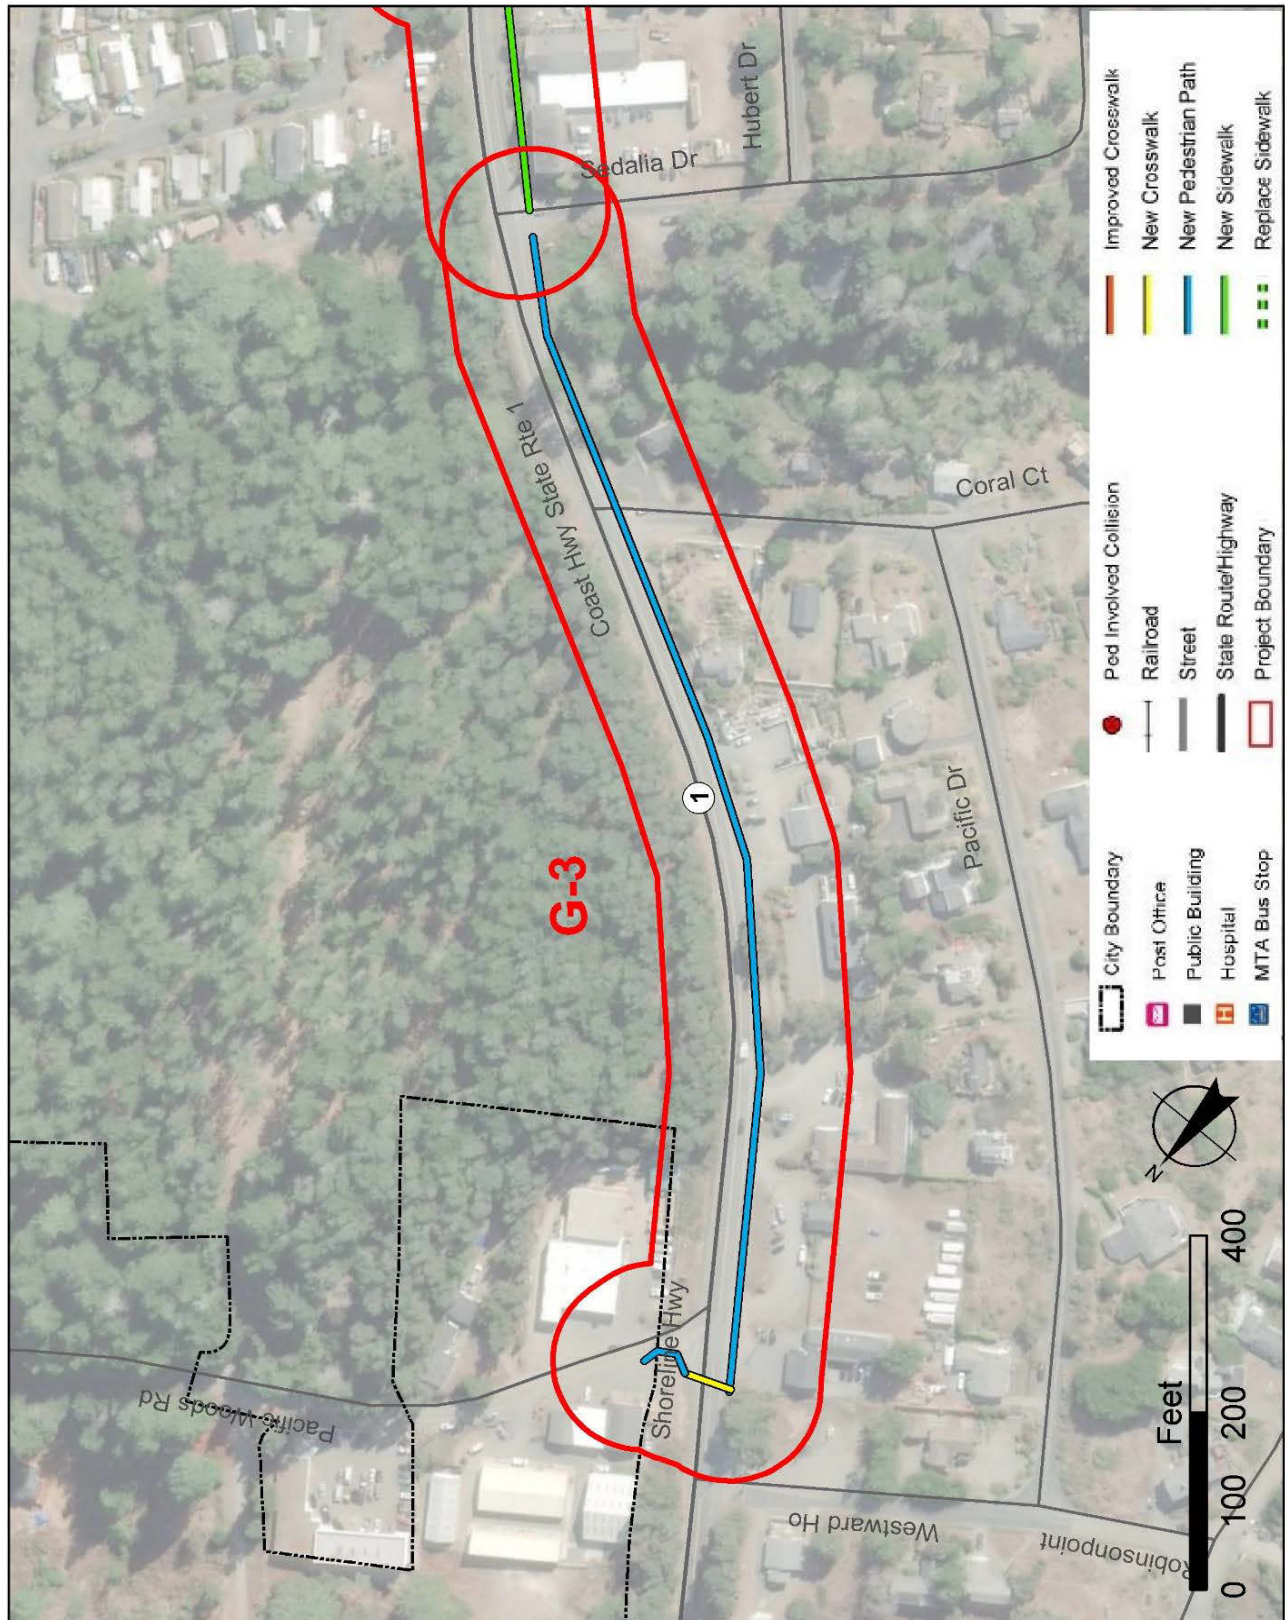 Hubert Dr
Sedalia Dr
Coast Hwy State Rte 1
Coral Ct
1
G-3
Pacific Dr
Shoreline Hwy
Pacific Woods Rd
Westward Ho
Robinsonpoint
N
Feet
0 100 200 400
City Boundary
Post Office
Public Building
H Hospital
MTA Bus Stop
Ped Involved Collision
Railroad
Street
State Route/Highway
Project Boundary
Improved Crosswalk
New Crosswalk
New Pedestrian Path
New Sidewalk
Replace Sidewalk